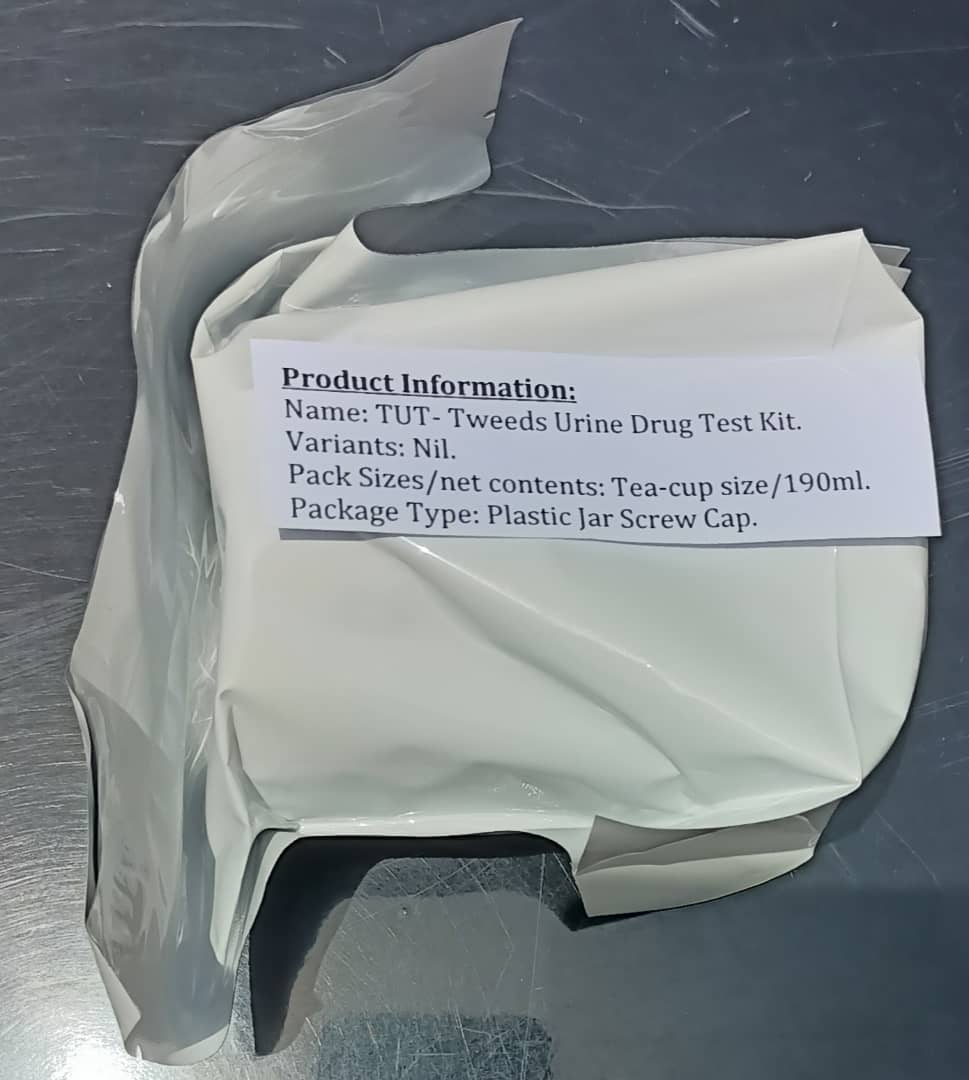 Product Information:
Name: TUT- Tweeds Urine Drug Test Kit.
Variants: Nil.
Pack Sizes/net contents: Tea-cup size/190ml.
Package Type: Plastic Jar Screw Cap.